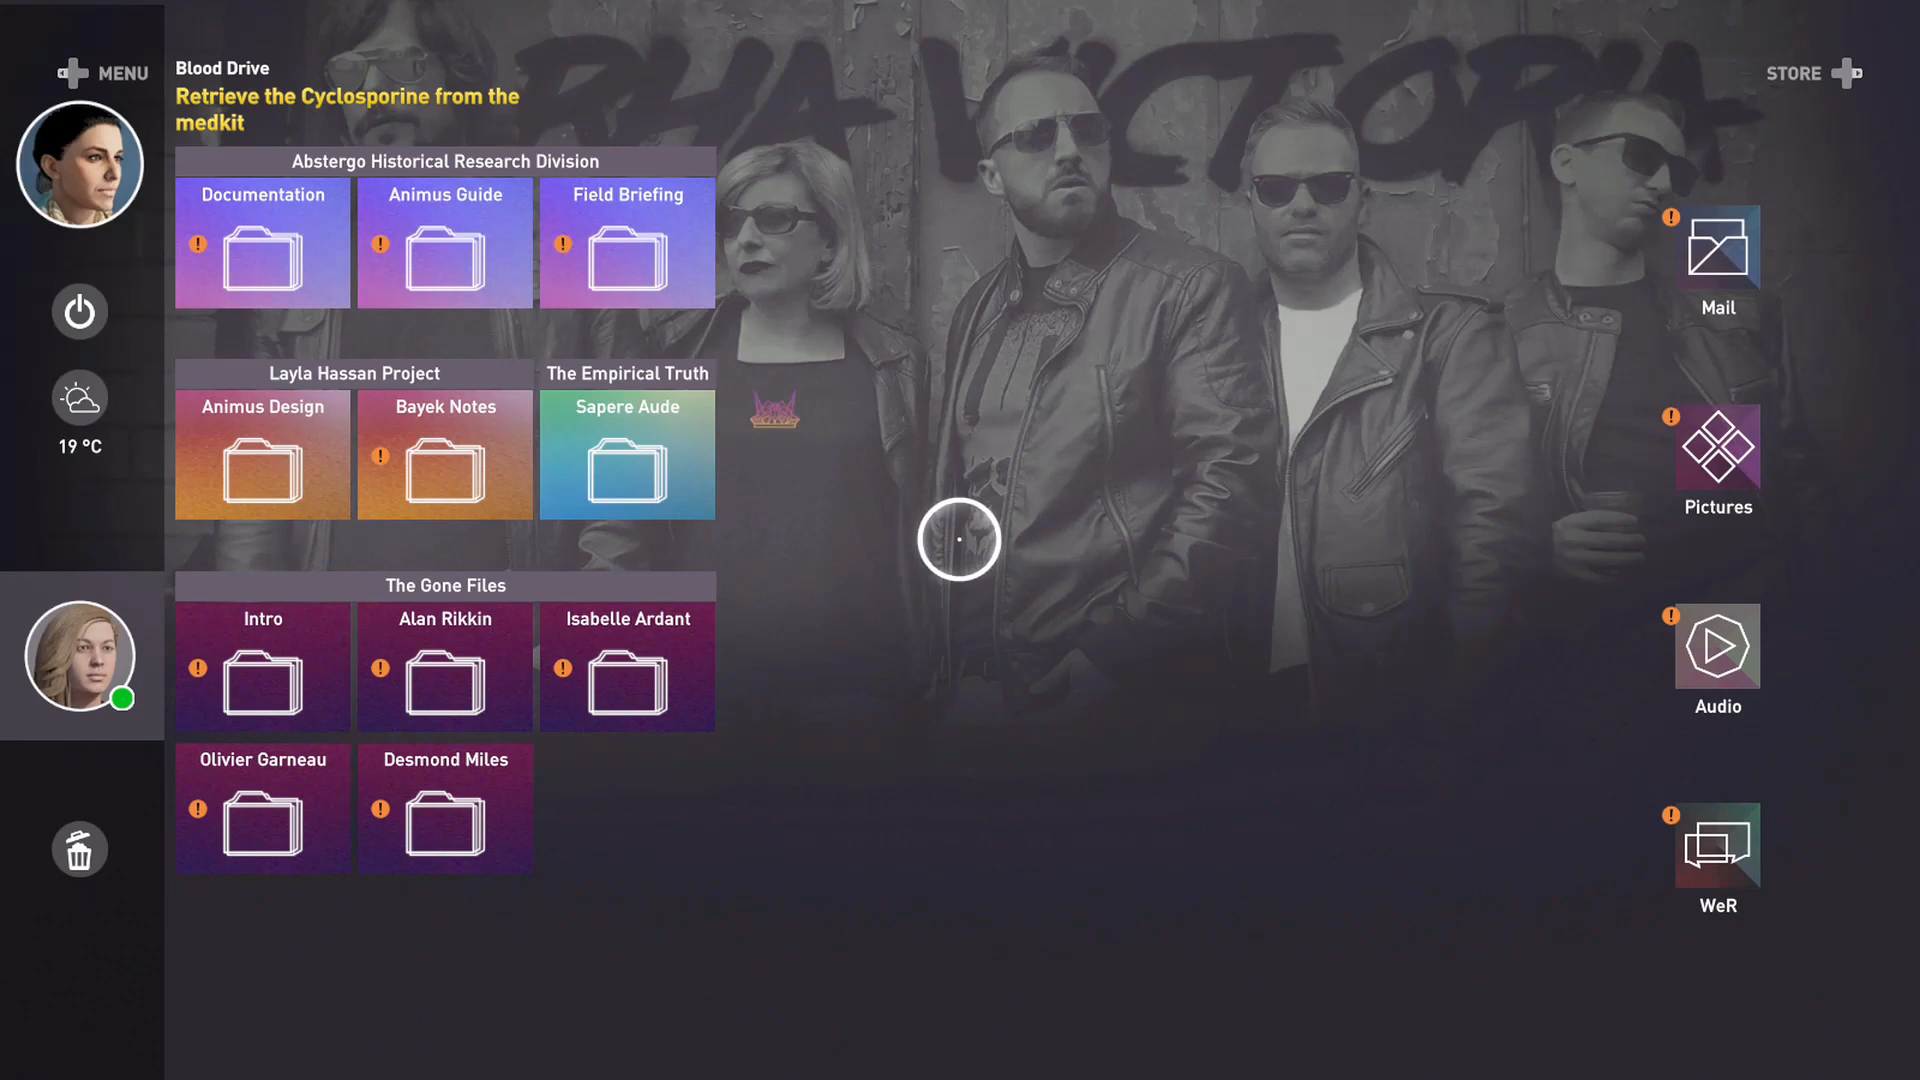 MENU
Blood Drive
Retrieve the Cyclosporine from the
medkit
STORE
Abstergo Historical Research Division
Documentation
Animus Guide
Field Briefing
Mail
Layla Hassan Project
The Empirical Truth
Animus Design
Bayek Notes
Sapere Aude
19 °C
Pictures
The Gone Files
Intro
Alan Rikkin
Isabelle Ardant
Audio
Olivier Garneau
Desmond Miles
WeR